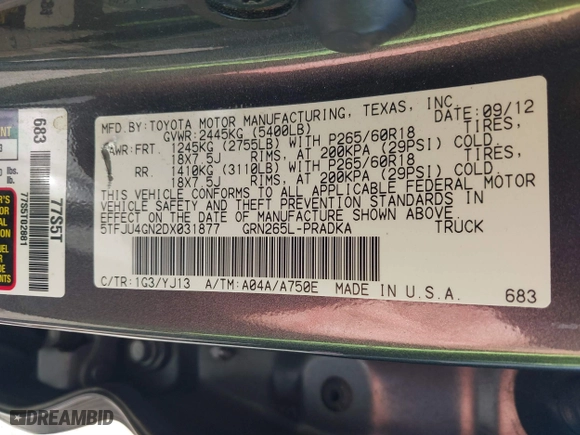 MFD.BY:TOYOTA MOTOR MANUFACTURING, TEXAS, INC. DATE: 09/12
GVWR:2445KG (5400LB)
GAWR:FRT. 1245KG (2755LB) WITH P265/60R18 TIRES,
18X7.5J RIMS, AT 200KPA (29PSI) COLD.
RR 1410KG (3110LB) WITH P265/60R18 TIRES,
18X7.5J RIMS, AT 200KPA (29PSI) COLD.
THIS VEHICLE CONFORMS TO ALL APPLICABLE FEDERAL MOTOR
VEHICLE SAFETY AND THEFT PREVENTION STANDARDS IN
EFFECT ON THE DATE OF MANUFACTURE SHOWN ABOVE.
5TFJU4GN2DX031877 GRN265L-PRADKA TRUCK
C/TR:1G3/YJ13 A/TM:A04A/A750E MADE IN U.S.A.
683
683
77S5T
DREAMBID